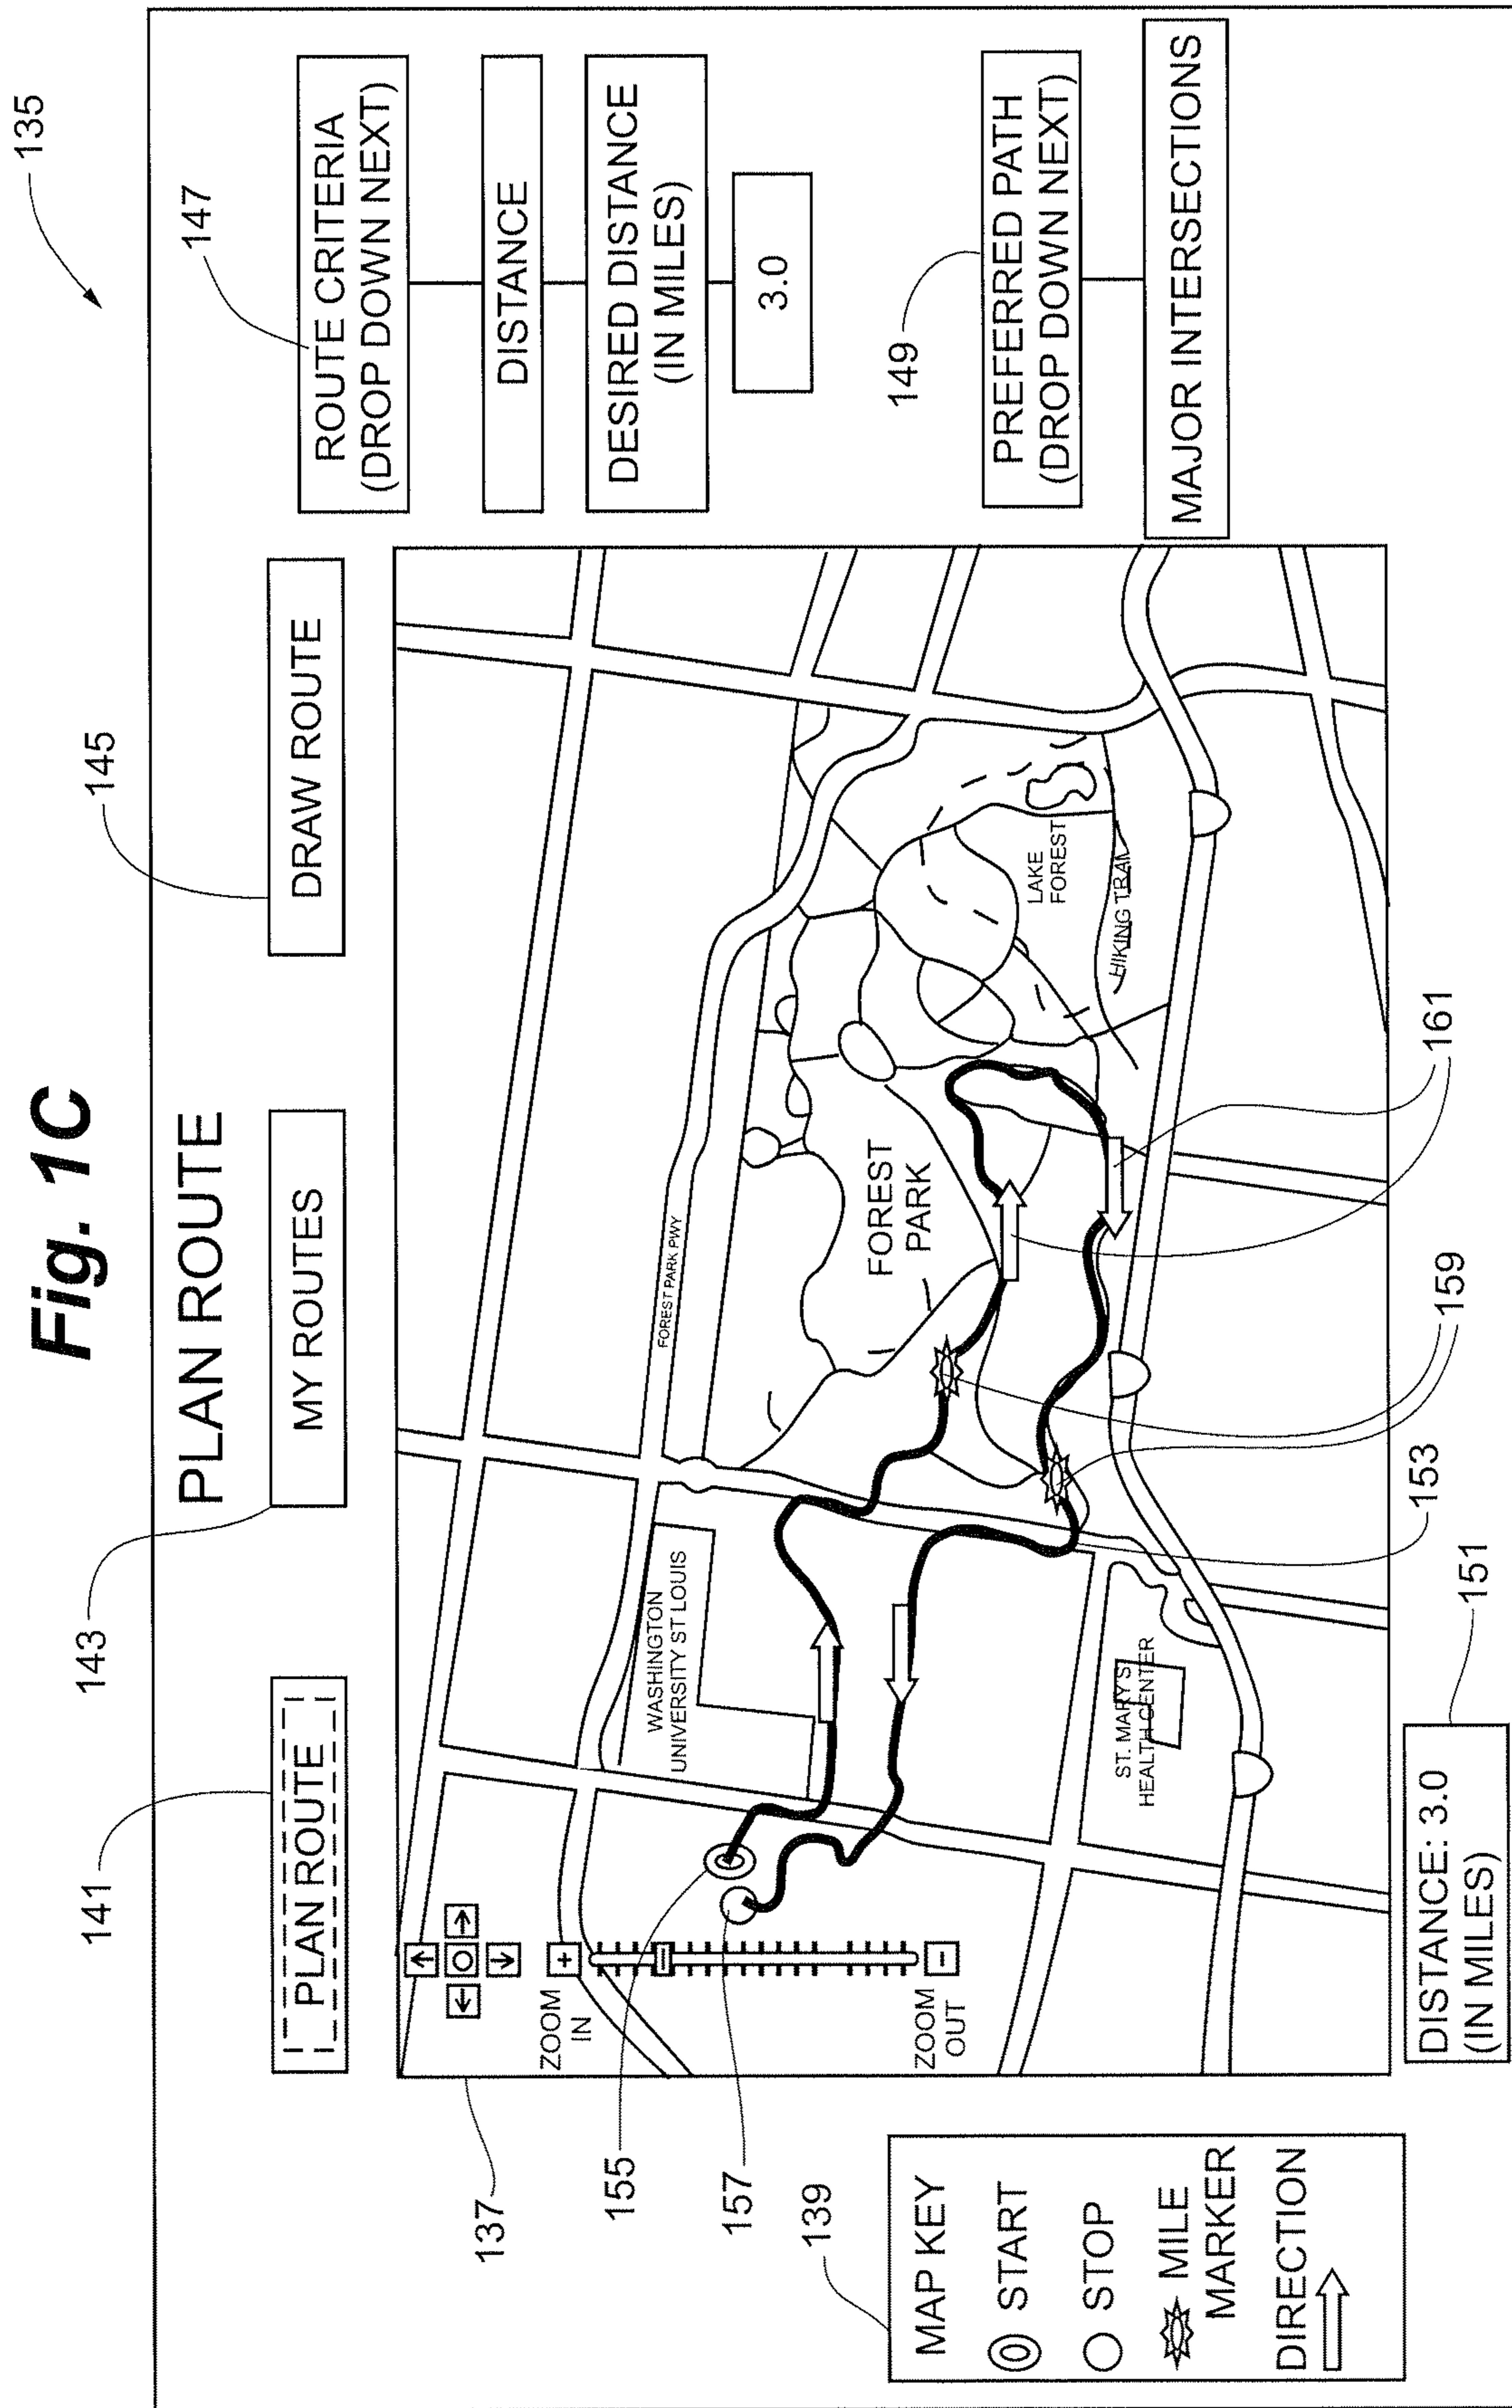 Fig. 1C
135
PLAN ROUTE
141
143
145
147
PLAN ROUTE
MY ROUTES
DRAW ROUTE
ROUTE CRITERIA
(DROP DOWN NEXT)
DISTANCE
DESIRED DISTANCE
(IN MILES)
3.0
149
PREFERRED PATH
(DROP DOWN NEXT)
MAJOR INTERSECTIONS
137
ZOOM
IN
+
ZOOM
OUT
-
FOREST PARK PWY
WASHINGTON
UNIVERSITY ST LOUIS
FOREST
PARK
LAKE
FOREST
HIKING TRAIL
ST. MARY'S
HEALTH CENTER
155
157
139
MAP KEY
START
STOP
MILE
MARKER
DIRECTION
DISTANCE: 3.0
(IN MILES)
151
153
159
161